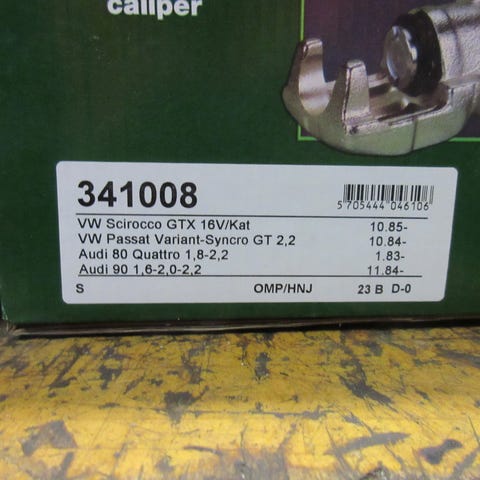 caliper
341008
5 705444 046106
VW Scirocco GTX 16V/Kat 10.85-
VW Passat Variant-Syncro GT 2,2 10.84-
Audi 80 Quattro 1,8-2,2 1.83-
Audi 90 1,6-2,0-2,2 11.84-
S OMP/HNJ 23 B D-0